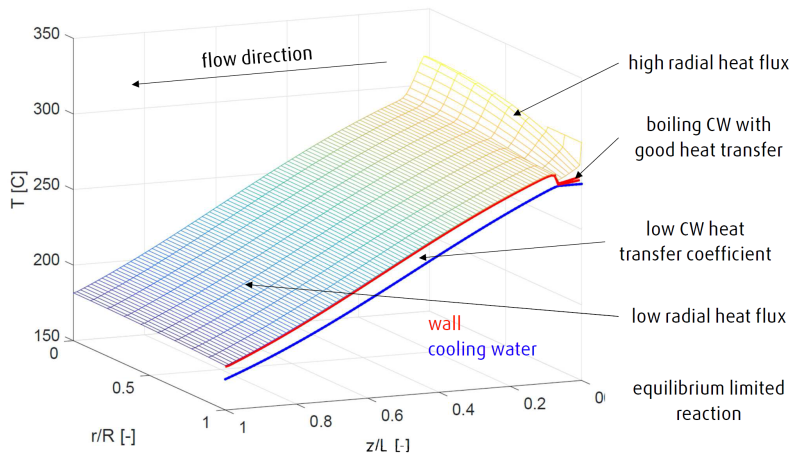 350
flow direction
high radial heat flux
300
boiling CW with
good heat transfer
250
T [C]
low CW heat
transfer coefficient
200
wall
cooling water
low radial heat flux
150
0
0.5
1
r/R [-]
1
0.8
0.6
0.4
0.2
0
z/L [-]
equilibrium limited
reaction